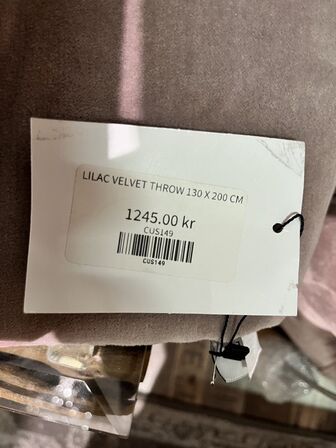 LILAC VELVET THROW 130 X 200 CM
1245.00 kr
CUS149
CUS149